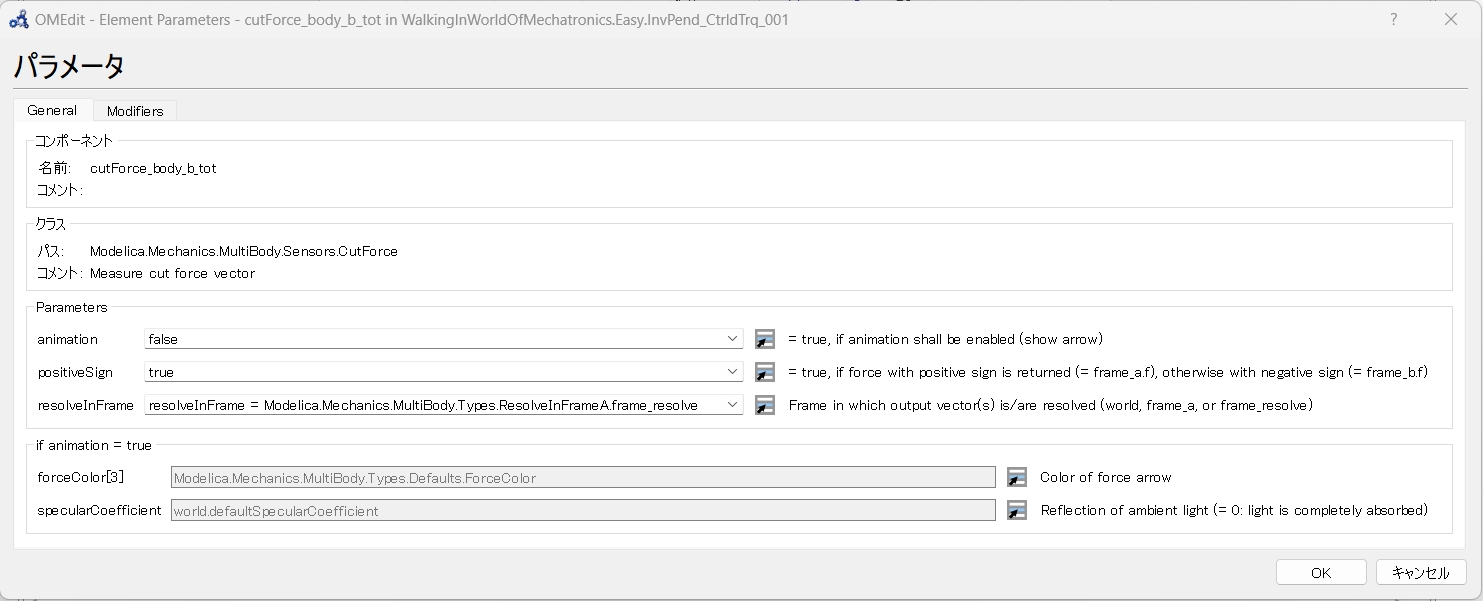 OMEdit - Element Parameters - cutForce_body_b_tot in WalkingInWorldOfMechatronics.Easy.InvPend_CtrldTrq_001
パラメータ
General Modifiers
コンポーネント
名前: cutForce_body_b_tot
コメント:
クラス
パス: Modelica.Mechanics.MultiBody.Sensors.CutForce
コメント: Measure cut force vector
Parameters
animation false = true, if animation shall be enabled (show arrow)
positiveSign true = true, if force with positive sign is returned (= frame_a.f), otherwise with negative sign (= frame_b.f)
resolveInFrame resolveInFrame = Modelica.Mechanics.MultiBody.Types.ResolveInFrameA.frame_resolve Frame in which output vector(s) is/are resolved (world, frame_a, or frame_resolve)
if animation = true
forceColor[3] Modelica.Mechanics.MultiBody.Types.Defaults.ForceColor Color of force arrow
specularCoefficient world.defaultSpecularCoefficient Reflection of ambient light (= 0: light is completely absorbed)
OK キャンセル